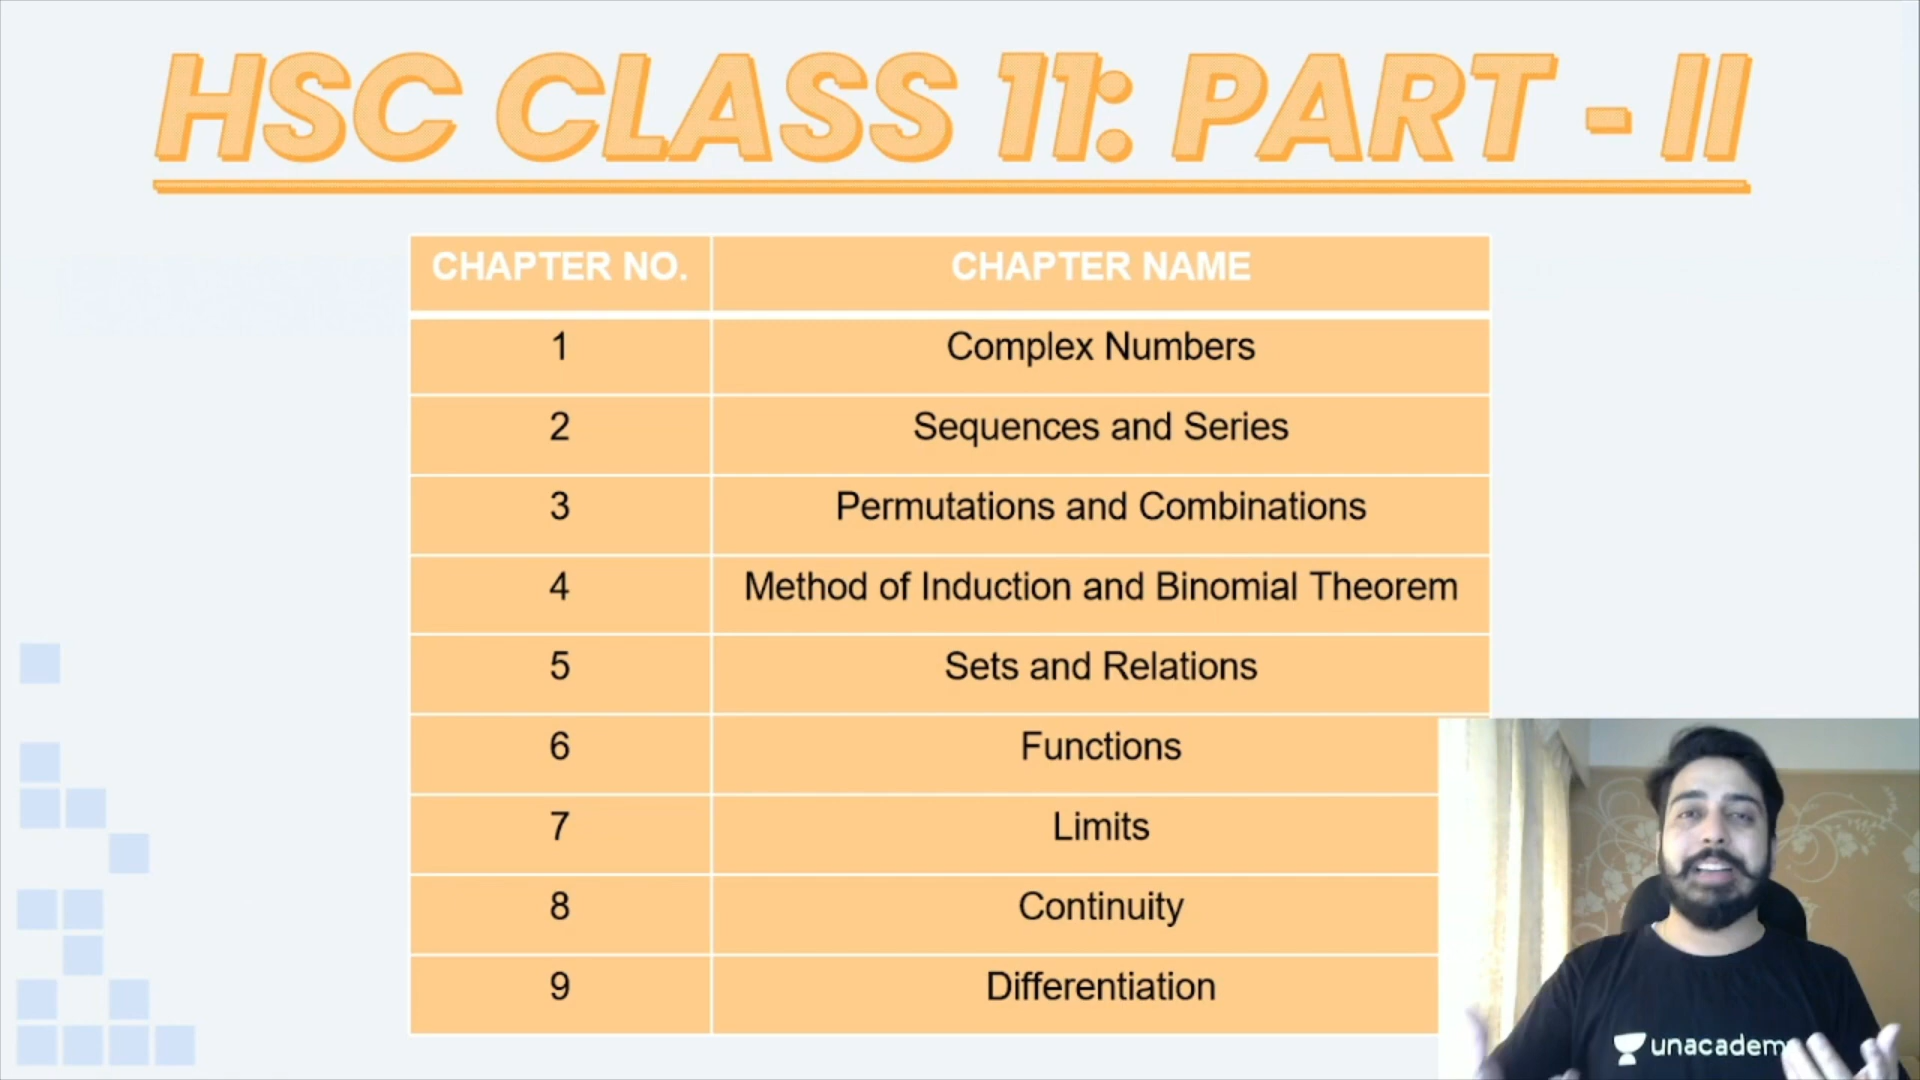 HSC CLASS 11: PART - II
CHAPTER NO. CHAPTER NAME
1 Complex Numbers
2 Sequences and Series
3 Permutations and Combinations
4 Method of Induction and Binomial Theorem
5 Sets and Relations
6 Functions
7 Limits
8 Continuity
9 Differentiation
unacadem